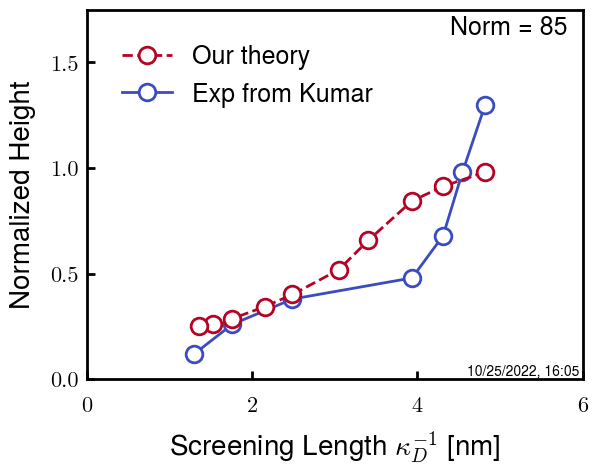 Norm = 85
Our theory
Exp from Kumar
Normalized Height
1.5
1.0
0.5
0.0
10/25/2022, 16:05
0 2 4 6
Screening Length κ_D^{-1} [nm]